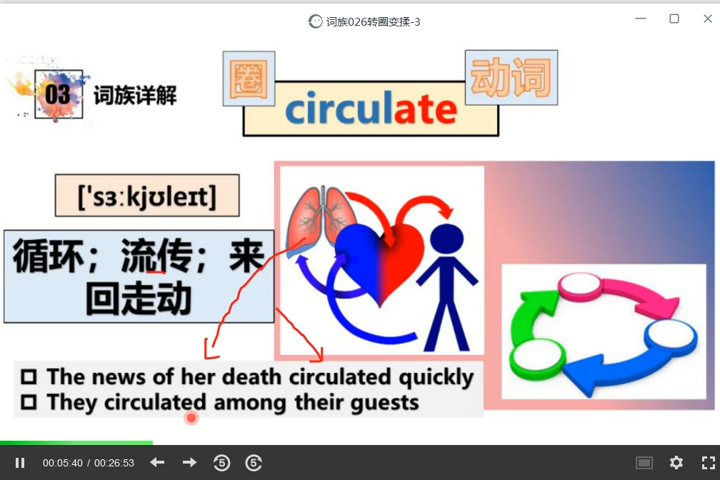 词族026转圈变揉-3
03 词族详解
圈
动词
circulate
['sɜːkjʊleɪt]
循环；流传；来
回走动
The news of her death circulated quickly
They circulated among their guests
00:05:40 / 00:26:53
5 5